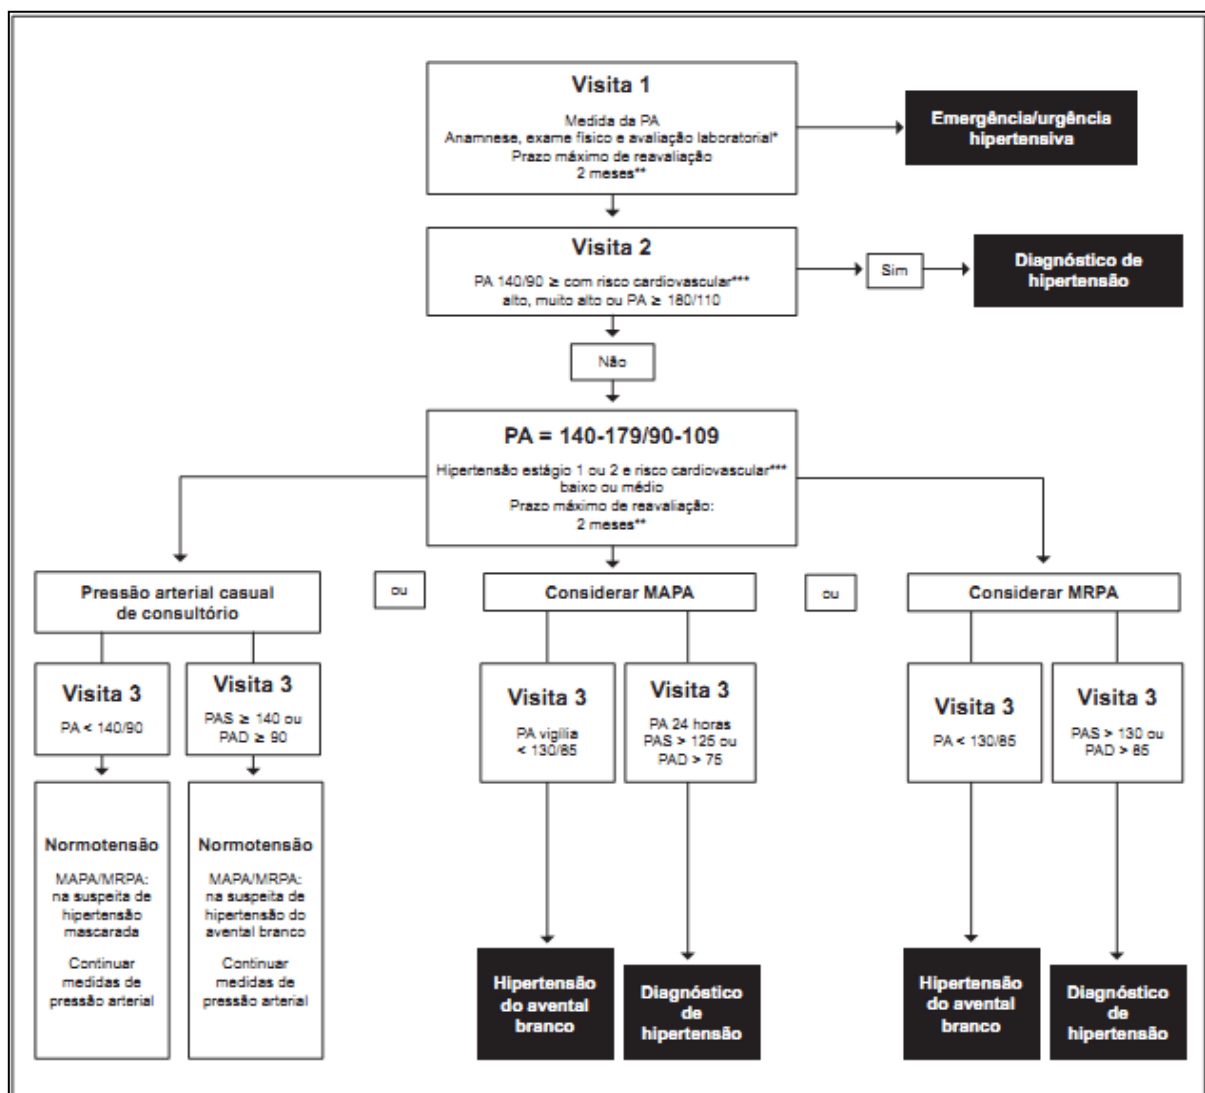 Visita 1
Medida da PA
Anamnese, exame físico e avaliação laboratorial*
Prazo máximo de reavaliação
2 meses**
Emergência/urgência
hipertensiva
Visita 2
PA 140/90 ≥ com risco cardiovascular***
alto, muito alto ou PA ≥ 180/110
Sim
Diagnóstico de
hipertensão
Não
PA = 140-179/90-109
Hipertensão estágio 1 ou 2 e risco cardiovascular***
baixo ou médio
Prazo máximo de reavaliação:
2 meses**
Pressão arterial casual
de consultório
ou
Considerar MAPA
ou
Considerar MRPA
Visita 3
PA < 140/90
Visita 3
PAS ≥ 140 ou
PAD ≥ 90
Visita 3
PA vigília
< 130/85
Visita 3
PA 24 horas
PAS > 125 ou
PAD > 75
Visita 3
PA < 130/85
Visita 3
PAS > 130 ou
PAD > 85
Normotensão
MAPA/MRPA:
na suspeita de
hipertensão
mascarada
Continuar
medidas de
pressão arterial
Normotensão
MAPA/MRPA:
na suspeita de
hipertensão do
avental branco
Continuar
medidas de
pressão arterial
Hipertensão
do avental
branco
Diagnóstico
de
hipertensão
Hipertensão
do avental
branco
Diagnóstico
de
hipertensão